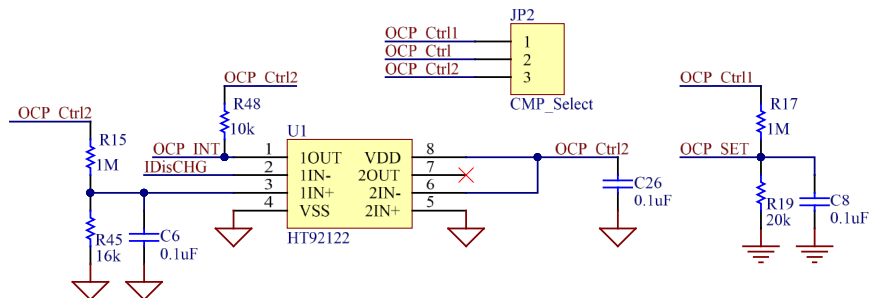 JP2
OCP_Ctrl1
1
OCP_Ctrl
2
OCP_Ctrl2
3
CMP_Select
OCP_Ctrl2
R48
10k
OCP_Ctrl2
R15
1M
U1
OCP_INT
1
1OUT
VDD
8
OCP_Ctrl2
IDisCHG
2
1IN-
2OUT
7
3
1IN+
2IN-
6
4
VSS
2IN+
5
HT92122
C26
0.1uF
R45
16k
C6
0.1uF
OCP_Ctrl1
R17
1M
OCP_SET
R19
20k
C8
0.1uF